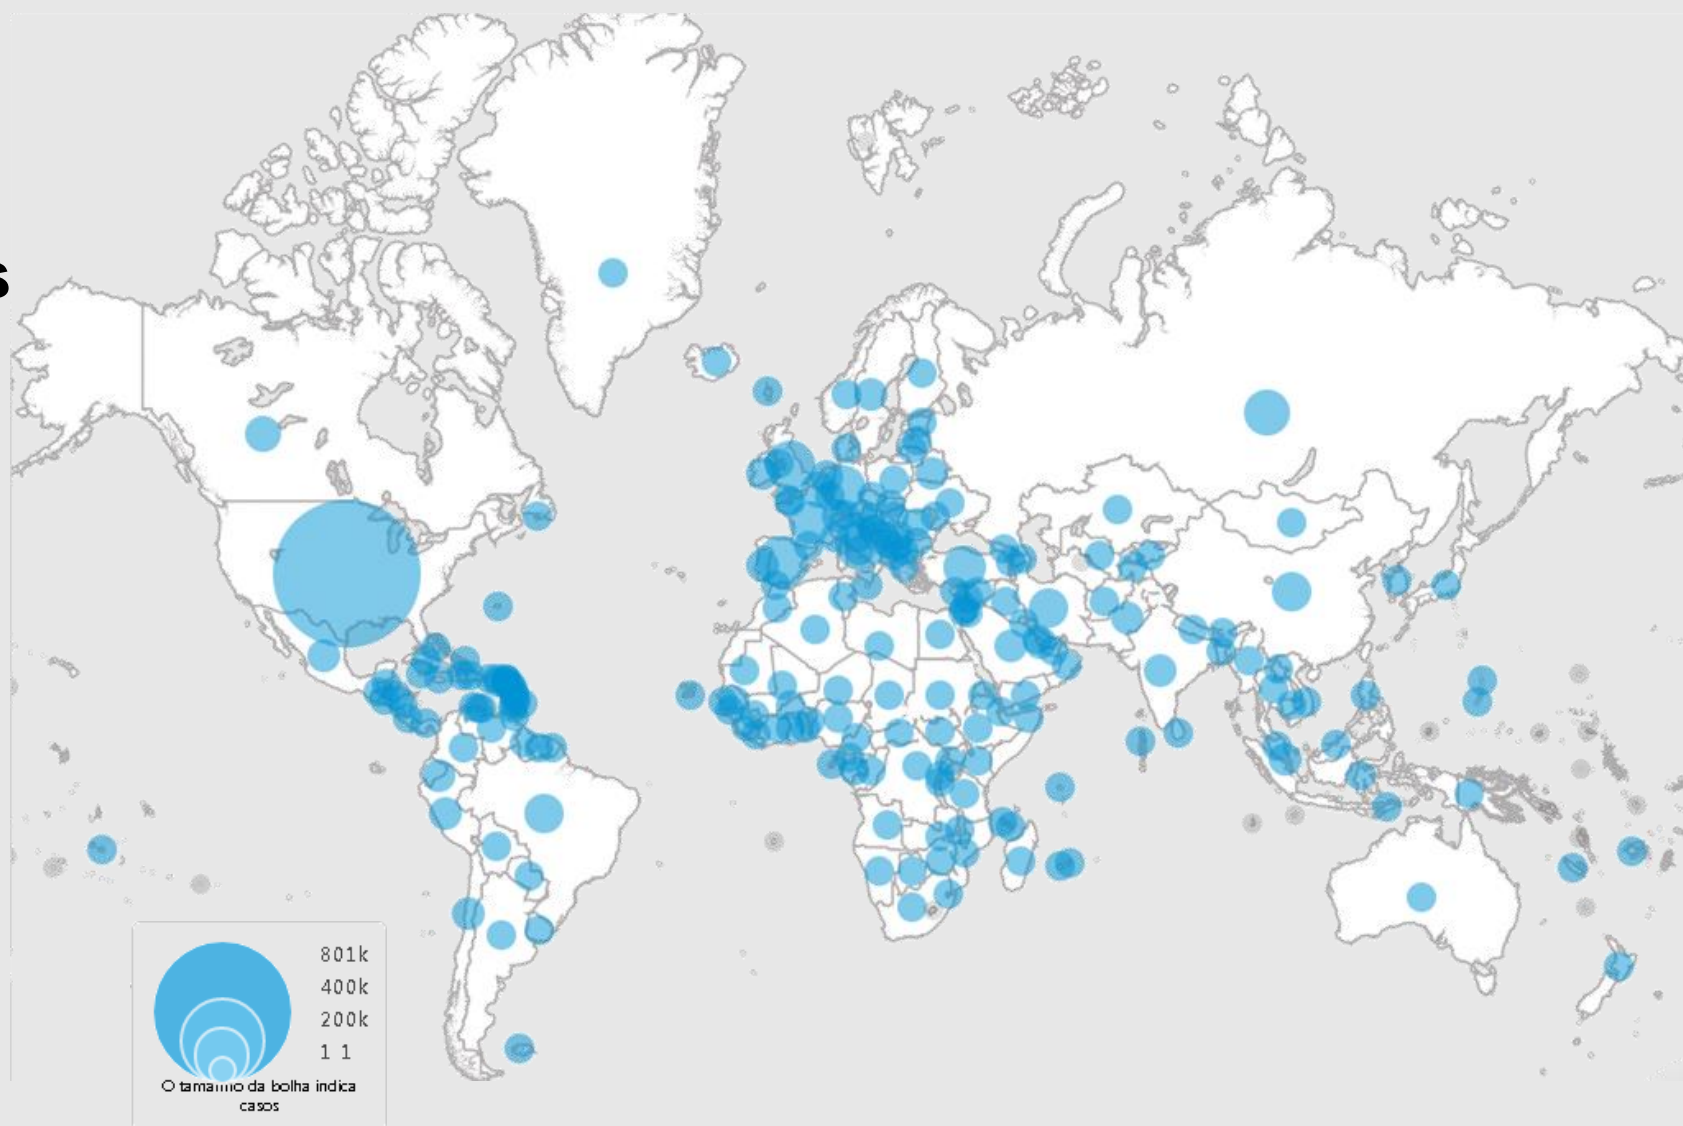 s
801k
400k
200k
1 1
O tamanho da bolha indica
casos